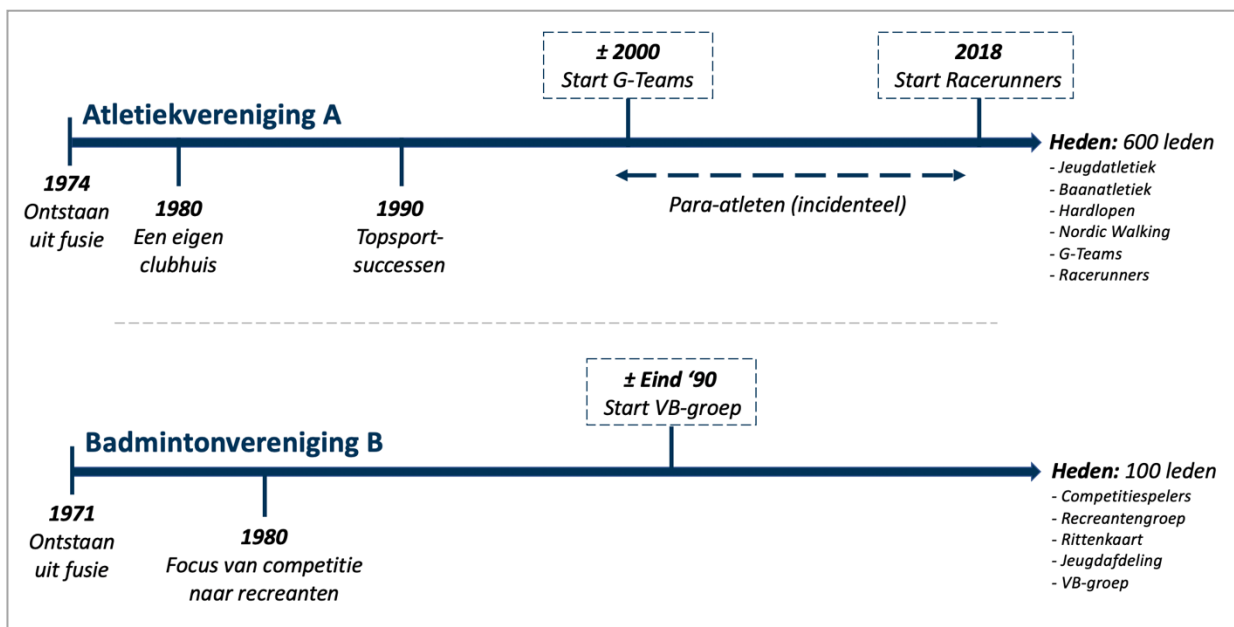 ± 2000
Start G-Teams
2018
Start Racerunners
Atletiekvereniging A
1974
Ontstaan
uit fusie
1980
Een eigen
clubhuis
1990
Topsport-
successen
Para-atleten (incidenteel)
Heden: 600 leden
- Jeugdatletiek
- Baanatletiek
- Hardlopen
- Nordic Walking
- G-Teams
- Racerunners
± Eind ‘90
Start VB-groep
Badmintonvereniging B
1971
Ontstaan
uit fusie
1980
Focus van competitie
naar recreanten
Heden: 100 leden
- Competitiespelers
- Recreantengroep
- Rittenkaart
- Jeugdafdeling
- VB-groep